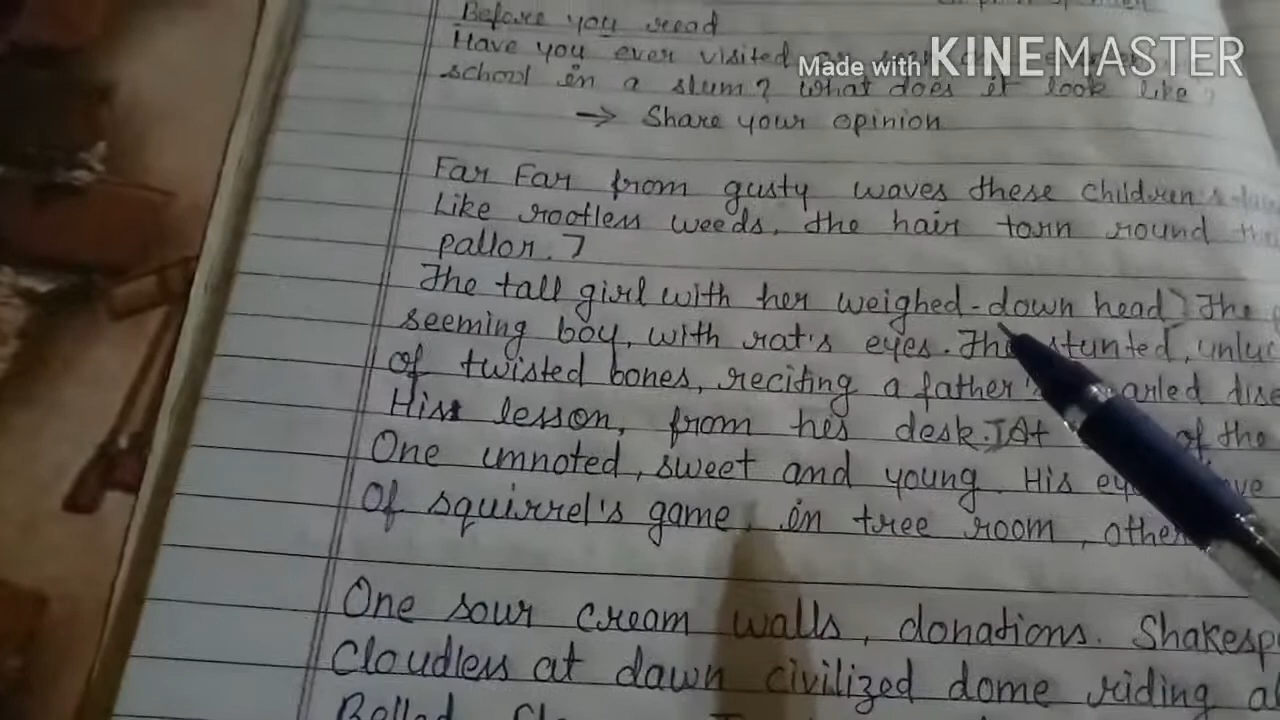 Before you read
Have you ever visited
Made with KINEMASTER
school in a slum? What does it look like?
→ Share your opinion
Far Far from gusty waves these children's
Like rootless weeds, the hair torn round
pallor.7
The tall girl with her weighed-down head] The
seeming boy, with rat's eyes. The stunted,
of twisted bones, reciting a father's
His lesson, from his desk.] At of the
One unnoted, sweet and young. His
Of squirrel's game, in tree room,
One sour cream walls, donations.
Cloudless at dawn civilized dome riding